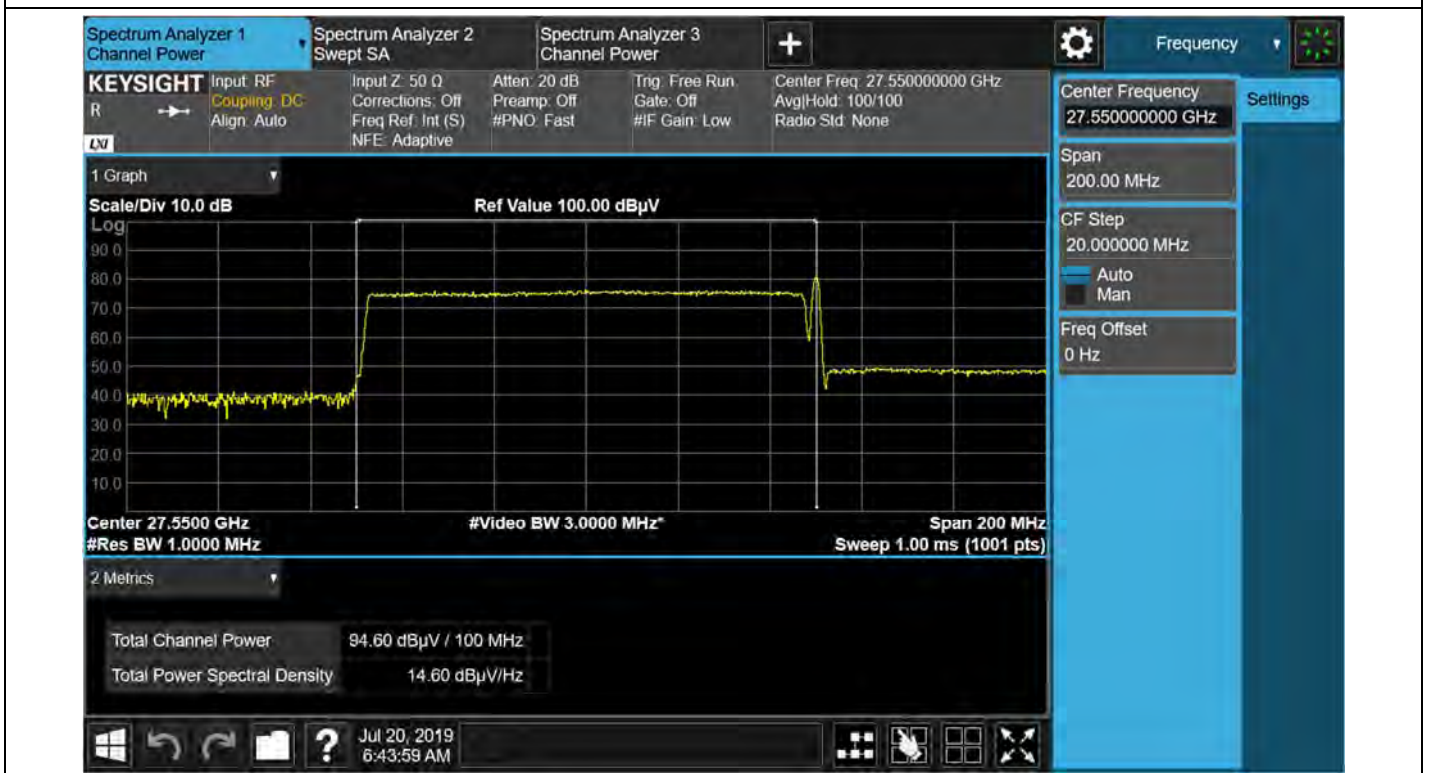 Spectrum Analyzer 1
Channel Power
Spectrum Analyzer 2
Swept SA
Spectrum Analyzer 3
Channel Power
Frequency
KEYSIGHT
R
LXI
Input: RF
Coupling: DC
Align: Auto
Input Z: 50 Ω
Corrections: Off
Freq Ref: Int (S)
NFE: Adaptive
Atten: 20 dB
Preamp: Off
#PNO: Fast
Trig: Free Run
Gate: Off
#IF Gain: Low
Center Freq: 27.550000000 GHz
Avg|Hold: 100/100
Radio Std: None
Center Frequency
27.550000000 GHz
Settings
Span
200.00 MHz
CF Step
20.000000 MHz
Auto
Man
Freq Offset
0 Hz
1 Graph
Scale/Div 10.0 dB
Ref Value 100.00 dBµV
Log
90.0
80.0
70.0
60.0
50.0
40.0
30.0
20.0
10.0
Center 27.5500 GHz
#Video BW 3.0000 MHz*
Span 200 MHz
#Res BW 1.0000 MHz
Sweep 1.00 ms (1001 pts)
2 Metrics
Total Channel Power 94.60 dBµV / 100 MHz
Total Power Spectral Density 14.60 dBµV/Hz
?
Jul 20, 2019
6:43:59 AM